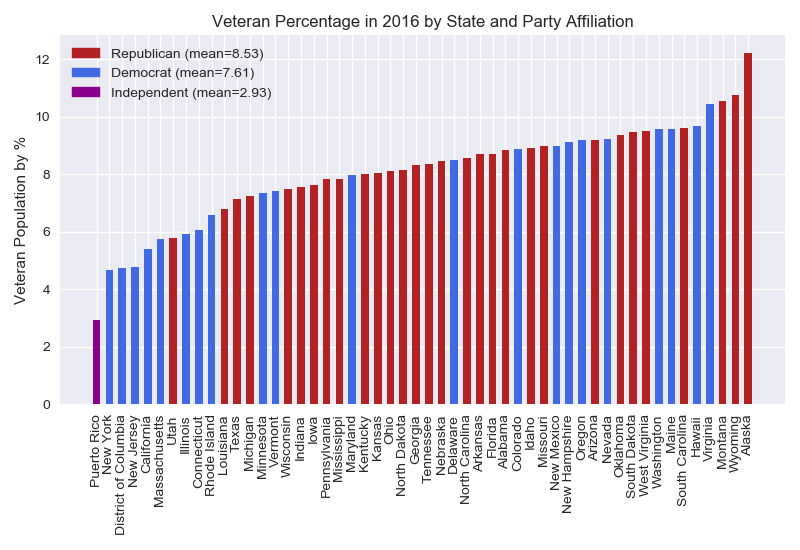 Veteran Percentage in 2016 by State and Party Affiliation
Republican (mean=8.53)
Democrat (mean=7.61)
Independent (mean=2.93)
Veteran Population by %
12
10
8
6
4
2
0
Puerto Rico
New York
District of Columbia
New Jersey
California
Massachusetts
Utah
Illinois
Connecticut
Rhode Island
Louisiana
Texas
Michigan
Minnesota
Vermont
Wisconsin
Indiana
Iowa
Pennsylvania
Mississippi
Maryland
Kentucky
Kansas
Ohio
North Dakota
Georgia
Tennessee
Nebraska
Delaware
North Carolina
Arkansas
Florida
Alabama
Colorado
Idaho
Missouri
New Mexico
New Hampshire
Oregon
Arizona
Nevada
Oklahoma
South Dakota
West Virginia
Washington
Maine
South Carolina
Hawaii
Virginia
Montana
Wyoming
Alaska